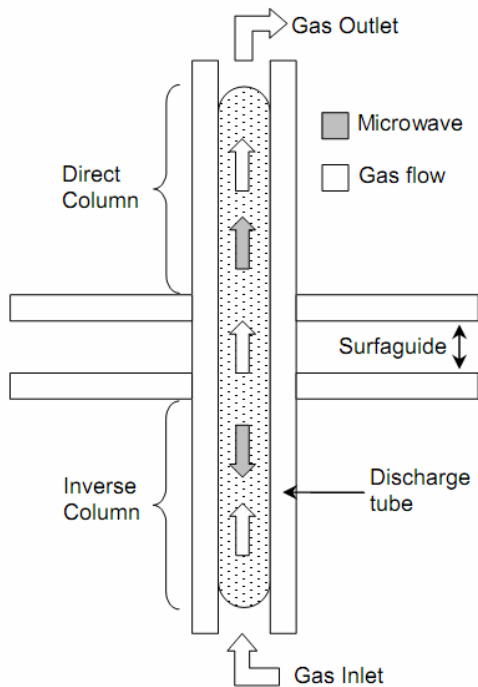 Gas Outlet
Microwave
Gas flow
Direct
Column
Surfaguide
Inverse
Column
Discharge
tube
Gas Inlet